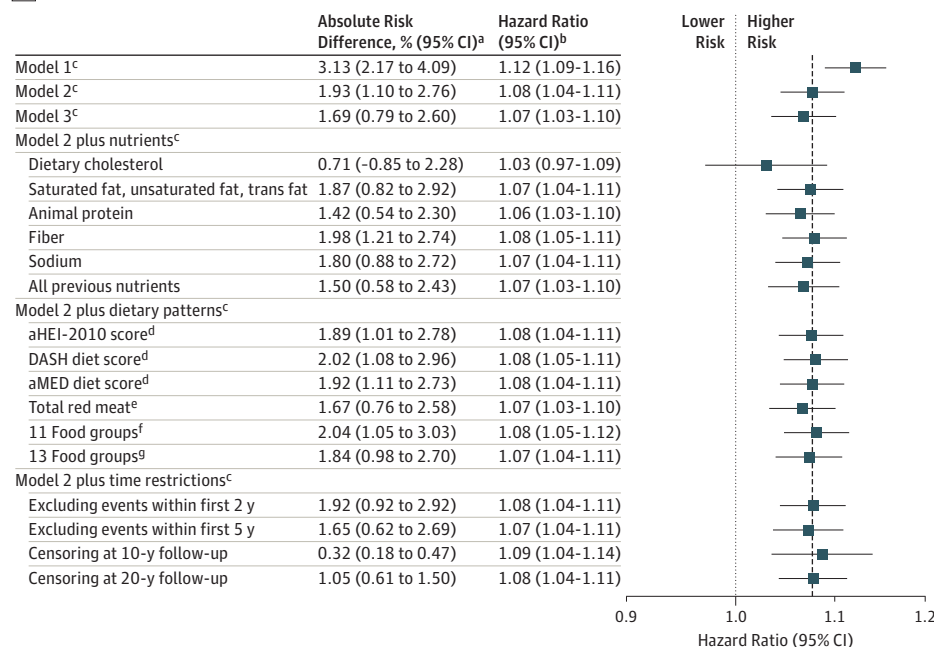 Absolute Risk Hazard Ratio Lower Higher
Difference, % (95% CI)a (95% CI)b Risk Risk
Model 1c 3.13 (2.17 to 4.09) 1.12 (1.09-1.16)
Model 2c 1.93 (1.10 to 2.76) 1.08 (1.04-1.11)
Model 3c 1.69 (0.79 to 2.60) 1.07 (1.03-1.10)
Model 2 plus nutrientsc
Dietary cholesterol 0.71 (-0.85 to 2.28) 1.03 (0.97-1.09)
Saturated fat, unsaturated fat, trans fat 1.87 (0.82 to 2.92) 1.07 (1.04-1.11)
Animal protein 1.42 (0.54 to 2.30) 1.06 (1.03-1.10)
Fiber 1.98 (1.21 to 2.74) 1.08 (1.05-1.11)
Sodium 1.80 (0.88 to 2.72) 1.07 (1.04-1.11)
All previous nutrients 1.50 (0.58 to 2.43) 1.07 (1.03-1.10)
Model 2 plus dietary patternsc
aHEI-2010 scored 1.89 (1.01 to 2.78) 1.08 (1.04-1.11)
DASH diet scored 2.02 (1.08 to 2.96) 1.08 (1.05-1.11)
aMED diet scored 1.92 (1.11 to 2.73) 1.08 (1.04-1.11)
Total red meate 1.67 (0.76 to 2.58) 1.07 (1.03-1.10)
11 Food groupsf 2.04 (1.05 to 3.03) 1.08 (1.05-1.12)
13 Food groupsg 1.84 (0.98 to 2.70) 1.07 (1.04-1.11)
Model 2 plus time restrictionsc
Excluding events within first 2 y 1.92 (0.92 to 2.92) 1.08 (1.04-1.11)
Excluding events within first 5 y 1.65 (0.62 to 2.69) 1.07 (1.04-1.11)
Censoring at 10-y follow-up 0.32 (0.18 to 0.47) 1.09 (1.04-1.14)
Censoring at 20-y follow-up 1.05 (0.61 to 1.50) 1.08 (1.04-1.11)
0.9 1.0 1.1 1.2
Hazard Ratio (95% CI)